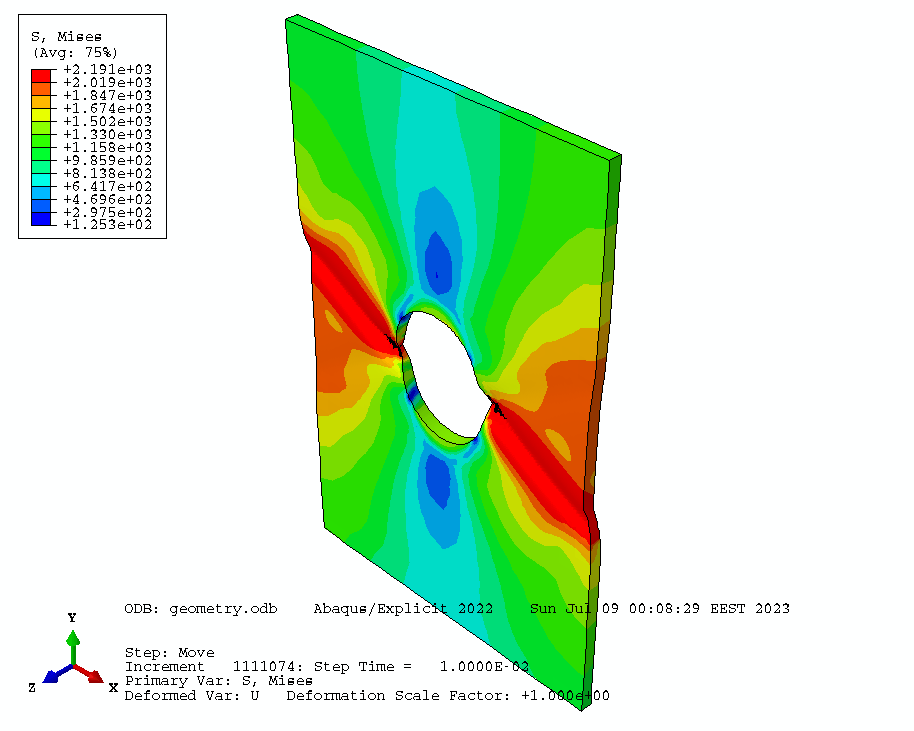 S, Mises
(Avg: 75%)
+2.191e+03
+2.019e+03
+1.847e+03
+1.674e+03
+1.502e+03
+1.330e+03
+1.158e+03
+9.859e+02
+8.138e+02
+6.417e+02
+4.696e+02
+2.975e+02
+1.253e+02
ODB: geometry.odb Abaqus/Explicit 2022 Sun Jul 09 00:08:29 EEST 2023
Y
Z X
Step: Move
Increment 1111074: Step Time = 1.0000E-02
Primary Var: S, Mises
Deformed Var: U Deformation Scale Factor: +1.000e+00